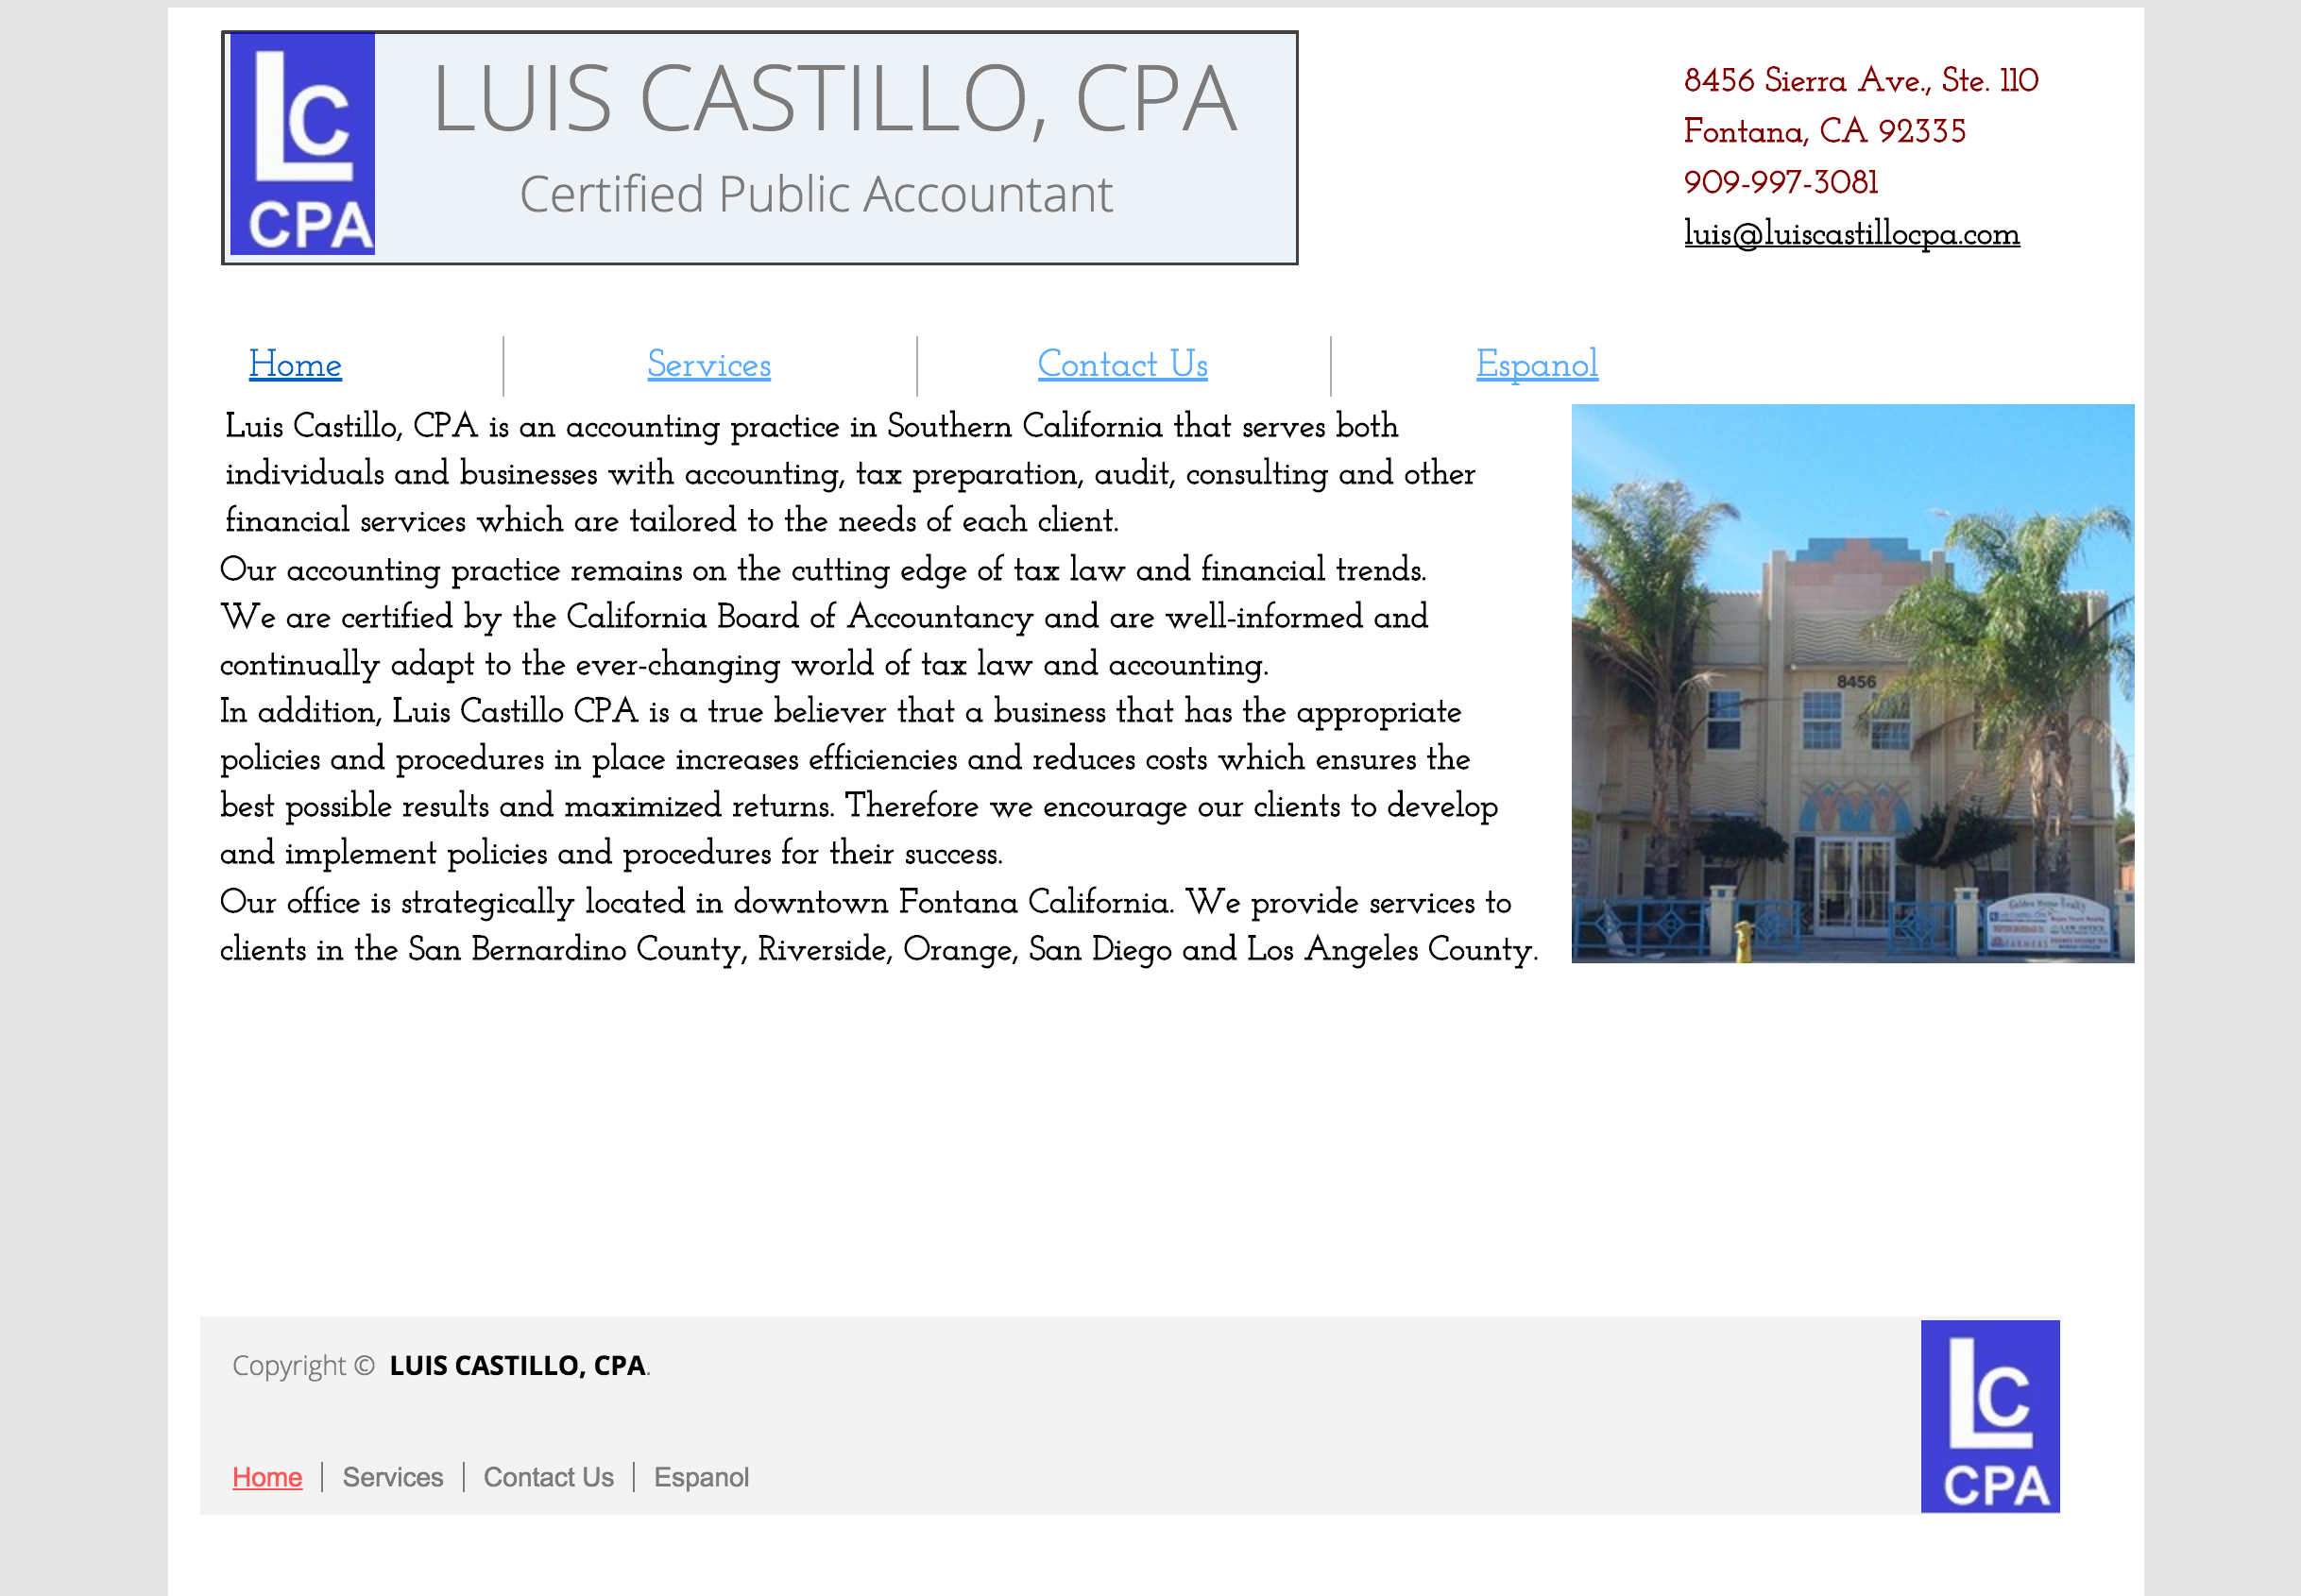 LC
CPA
LUIS CASTILLO, CPA
Certified Public Accountant
8456 Sierra Ave., Ste. 110
Fontana, CA 92335
909-997-3081
luis@luiscastillocpa.com
Home
Services
Contact Us
Espanol
Luis Castillo, CPA is an accounting practice in Southern California that serves both
individuals and businesses with accounting, tax preparation, audit, consulting and other
financial services which are tailored to the needs of each client.
Our accounting practice remains on the cutting edge of tax law and financial trends.
We are certified by the California Board of Accountancy and are well-informed and
continually adapt to the ever-changing world of tax law and accounting.
In addition, Luis Castillo CPA is a true believer that a business that has the appropriate
policies and procedures in place increases efficiencies and reduces costs which ensures the
best possible results and maximized returns. Therefore we encourage our clients to develop
and implement policies and procedures for their success.
Our office is strategically located in downtown Fontana California. We provide services to
clients in the San Bernardino County, Riverside, Orange, San Diego and Los Angeles County.
8456
Realty
LAW OFFICE
FARMERS
Copyright © LUIS CASTILLO, CPA.
Home
Services
Contact Us
Espanol
LC
CPA